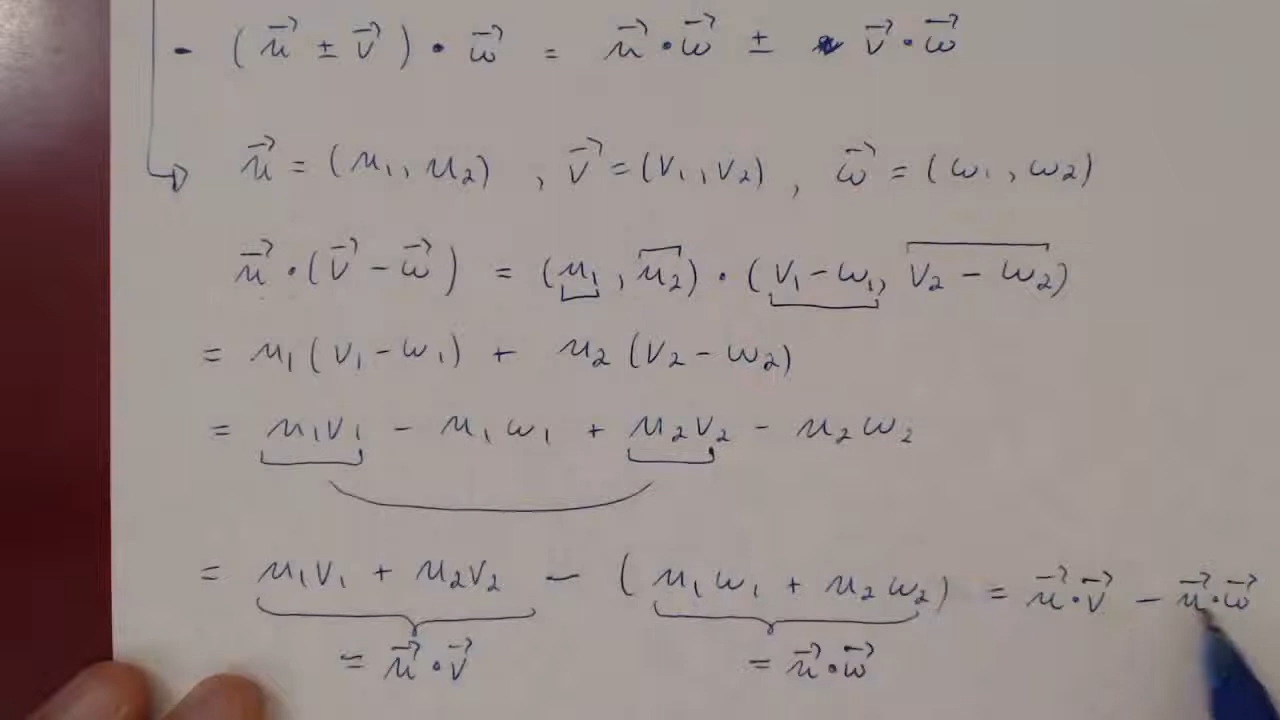 • (u⃗ ± v⃗) • w⃗ = u⃗ • w⃗ ± v⃗ • w⃗
u⃗ = (u₁, u₂), v⃗ = (v₁, v₂), w⃗ = (w₁, w₂)
u⃗ • (v⃗ − w⃗) = (u₁, u₂) • (v₁ − w₁, v₂ − w₂)
= u₁(v₁ − w₁) + u₂(v₂ − w₂)
= u₁v₁ − u₁w₁ + u₂v₂ − u₂w₂
= u₁v₁ + u₂v₂ − (u₁w₁ + u₂w₂) = u⃗ • v⃗ − u⃗ • w⃗
= u⃗ • v⃗ = u⃗ • w⃗